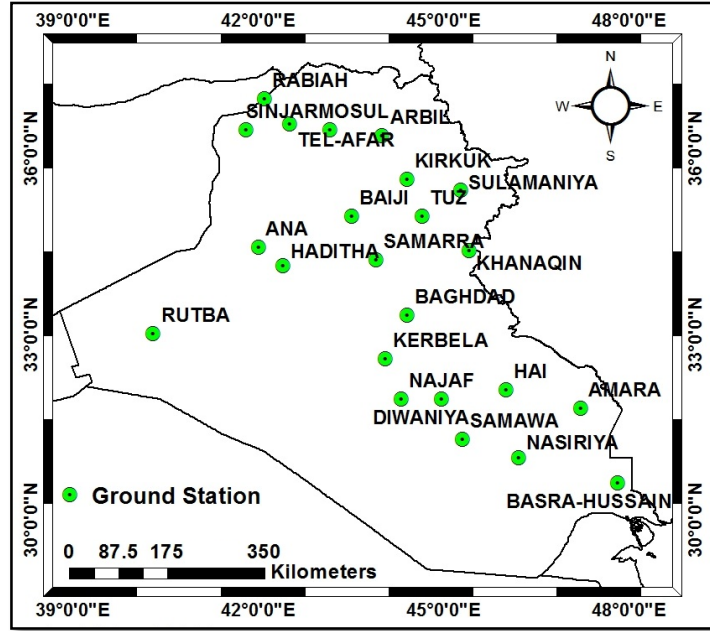 39°0'0"E 42°0'0"E 45°0'0"E 48°0'0"E
N
W E
S
36°0'0"N
33°0'0"N
30°0'0"N
36°0'0"N
33°0'0"N
30°0'0"N
RABIAH
SINJAR MOSUL ARBIL
TEL-AFAR
KIRKUK
SULAMANIYA
BAIJI TUZ
ANA
SAMARRA
HADITHA
KHANAQIN
BAGHDAD
RUTBA
KERBELA
HAI
NAJAF
AMARA
DIWANIYA SAMAWA
NASIRIYA
Ground Station
BASRA-HUSSAIN
0 87.5 175 350
Kilometers
39°0'0"E 42°0'0"E 45°0'0"E 48°0'0"E